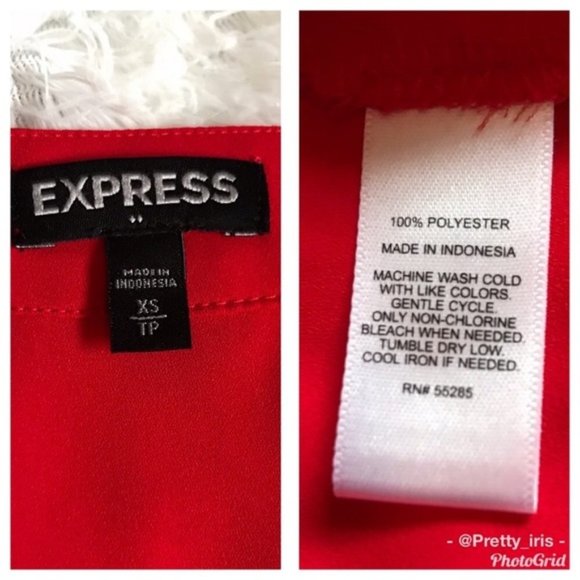 EXPRESS
MADE IN
INDONESIA
XS
TP
100% POLYESTER
MADE IN INDONESIA
MACHINE WASH COLD
WITH LIKE COLORS.
GENTLE CYCLE.
ONLY NON-CHLORINE
BLEACH WHEN NEEDED.
TUMBLE DRY LOW.
COOL IRON IF NEEDED.
RN# 55285
- @Pretty_iris -
PhotoGrid